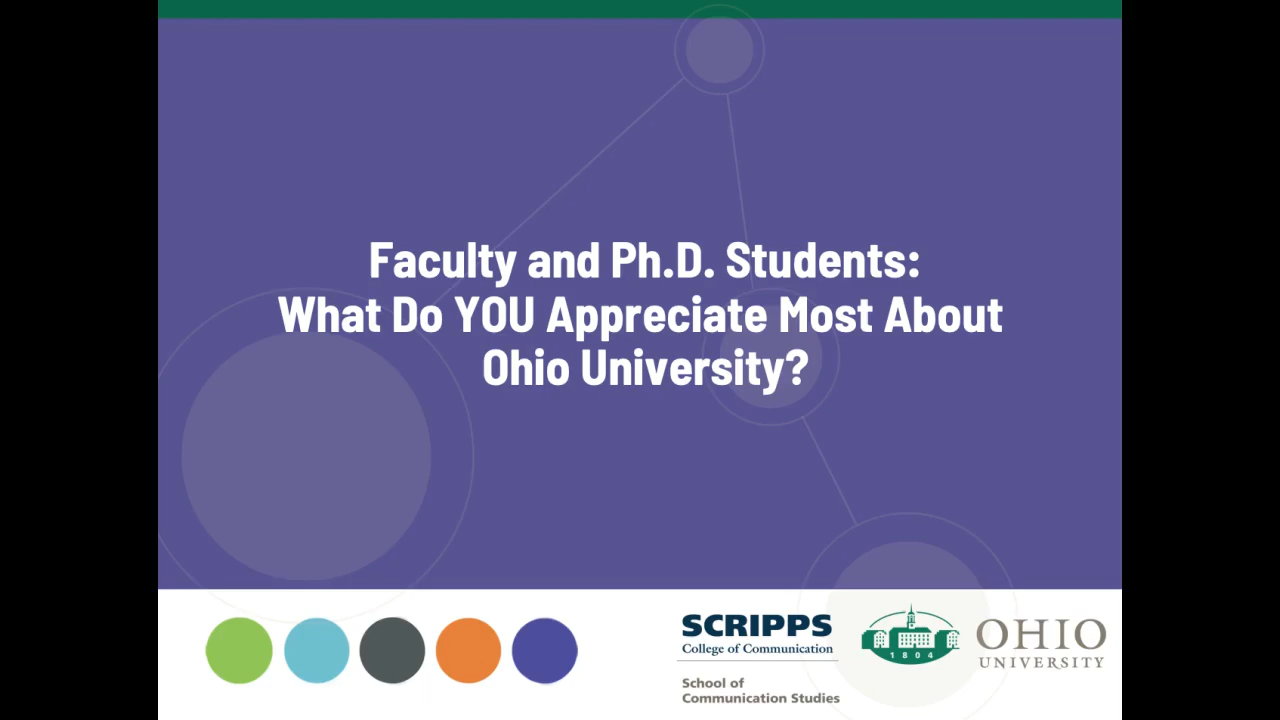 Faculty and Ph.D. Students:
What Do YOU Appreciate Most About
Ohio University?
SCRIPPS
College of Communication
School of
Communication Studies
1804
OHIO
UNIVERSITY